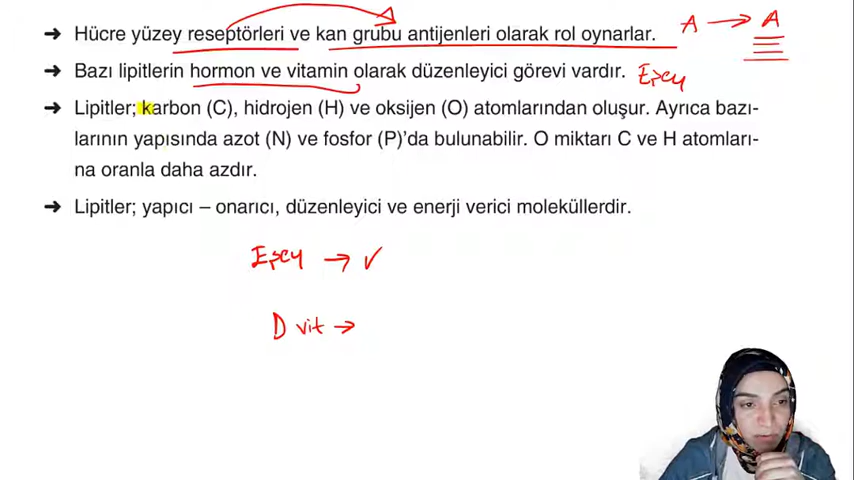 → Hücre yüzey reseptörleri ve kan grubu antijenleri olarak rol oynarlar. A → A
→ Bazı lipitlerin hormon ve vitamin olarak düzenleyici görevi vardır. Eşey
→ Lipitler; karbon (C), hidrojen (H) ve oksijen (O) atomlarından oluşur. Ayrıca bazı-
larının yapısında azot (N) ve fosfor (P)'da bulunabilir. O miktarı C ve H atomları-
na oranla daha azdır.
→ Lipitler; yapıcı – onarıcı, düzenleyici ve enerji verici moleküllerdir.
Eşey → ✓
D vit →